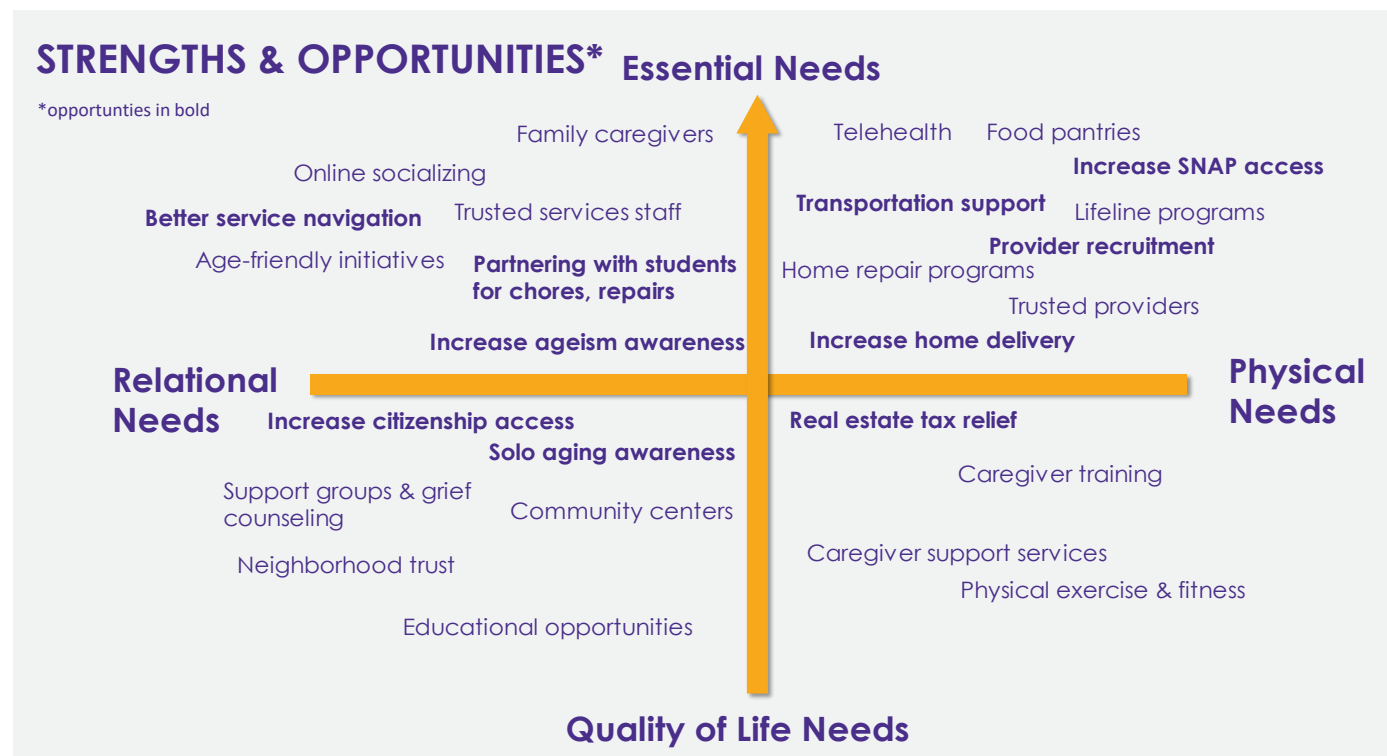 STRENGTHS & OPPORTUNITIES*
*opportunties in bold
Essential Needs
Family caregivers
Online socializing
Better service navigation
Trusted services staff
Age-friendly initiatives
Partnering with students
for chores, repairs
Increase ageism awareness
Telehealth
Food pantries
Increase SNAP access
Transportation support
Lifeline programs
Provider recruitment
Home repair programs
Trusted providers
Increase home delivery
Relational
Needs
Physical
Needs
Increase citizenship access
Solo aging awareness
Support groups & grief
counseling
Community centers
Neighborhood trust
Educational opportunities
Real estate tax relief
Caregiver training
Caregiver support services
Physical exercise & fitness
Quality of Life Needs